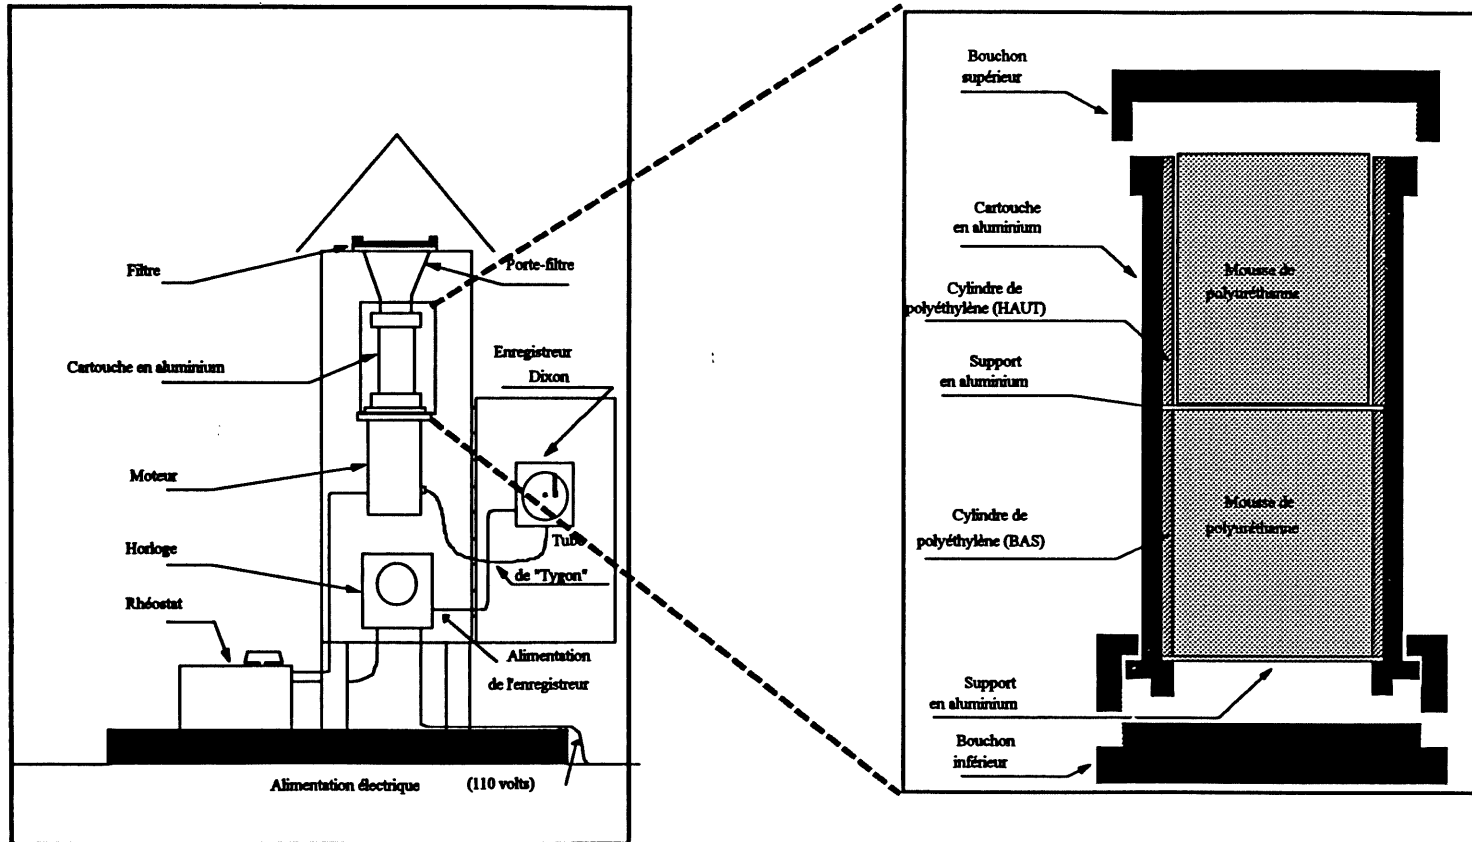 Filtre
Porte-filtre
Cartouche en aluminium
Enregistreur
Dixon
Moteur
Tube
de "Tygon"
Horloge
Rhéostat
Alimentation
de l'enregistreur
Alimentation électrique (110 volts)
Bouchon
supérieur
Cartouche
en aluminium
Mousse de
polyuréthanne
Cylindre de
polyéthylène (HAUT)
Support
en aluminium
Mousse de
polyuréthanne
Cylindre de
polyéthylène (BAS)
Support
en aluminium
Bouchon
inférieur